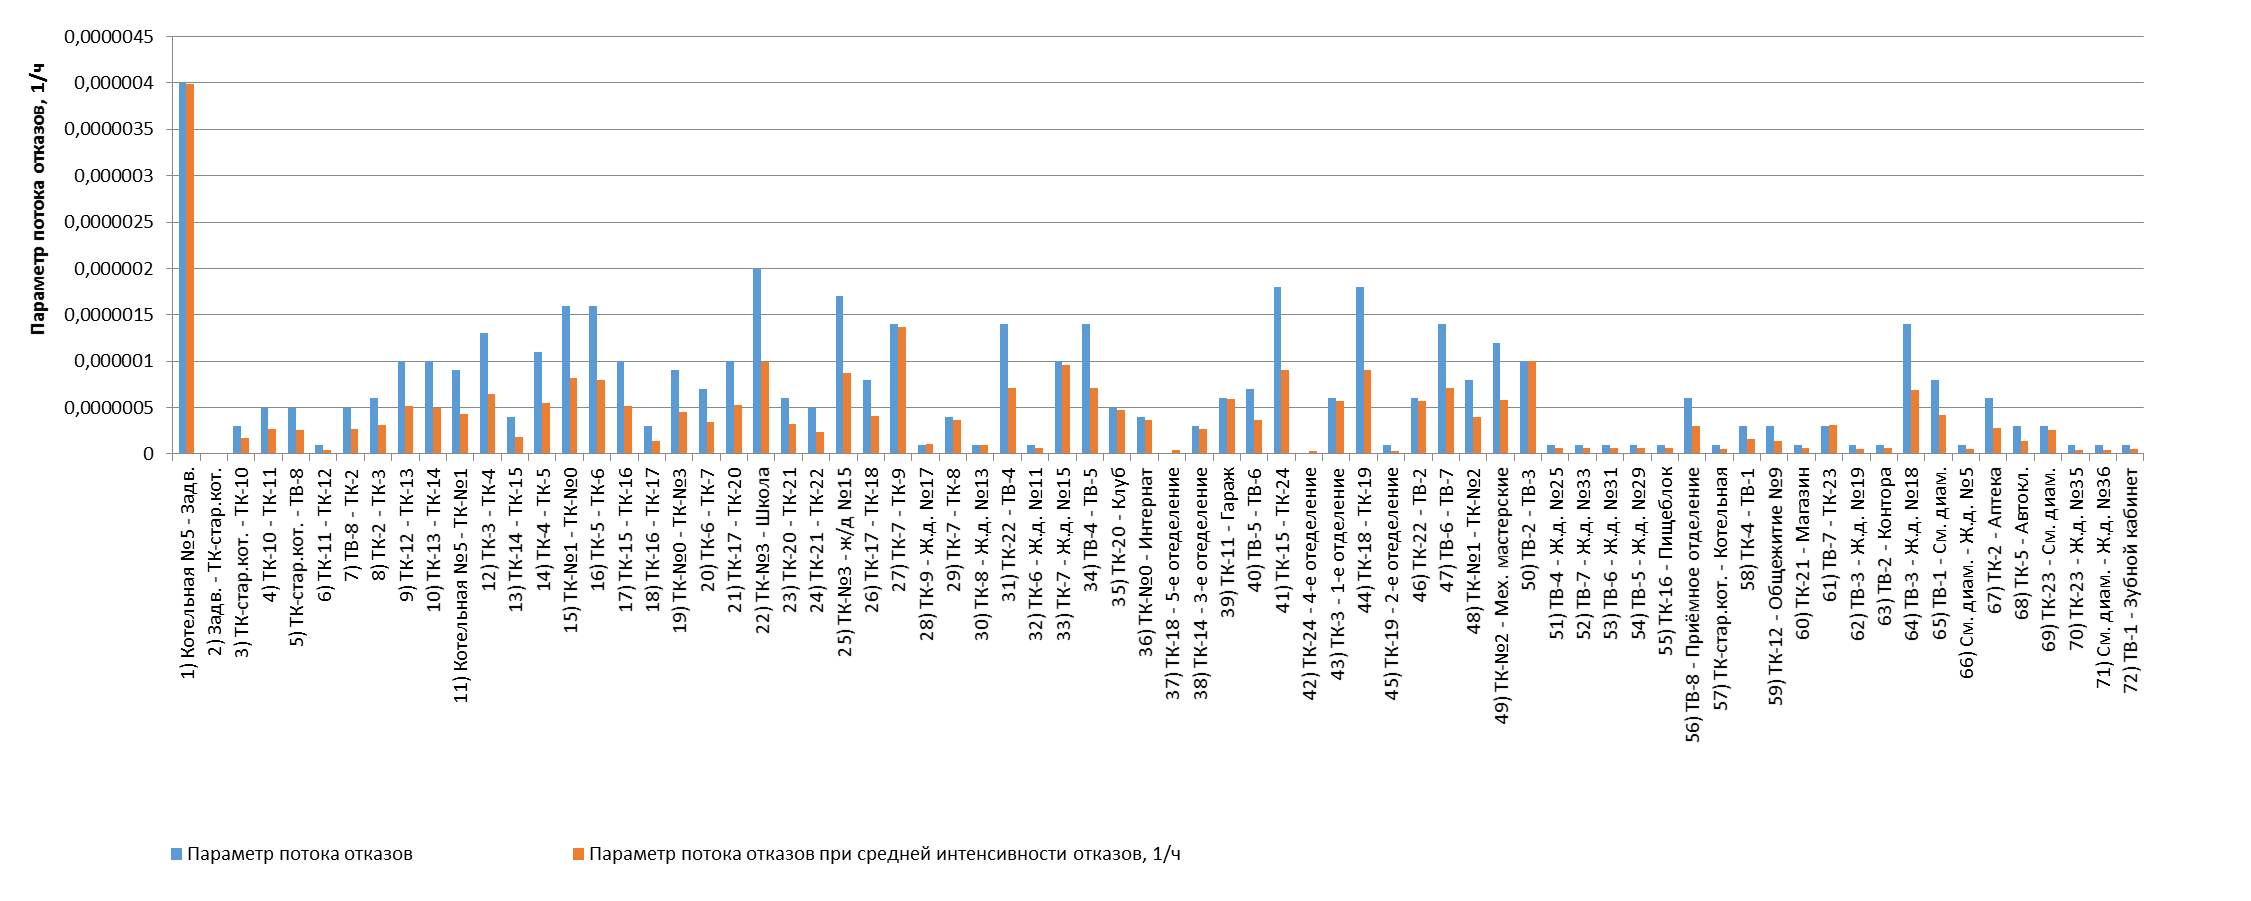 Параметр потока отказов, 1/ч
0,0000045
0,000004
0,0000035
0,000003
0,0000025
0,000002
0,0000015
0,000001
0,0000005
0
1) Котельная №5 - Задв.
2) Задв. - ТК-стар.кот.
3) ТК-стар.кот. - ТК-10
4) ТК-10 - ТК-11
5) ТК-стар.кот. - ТВ-8
6) ТК-11 - ТК-12
7) ТВ-8 - ТК-2
8) ТК-2 - ТК-3
9) ТК-12 - ТК-13
10) ТК-13 - ТК-14
11) Котельная №5 - ТК-№1
12) ТК-3 - ТК-4
13) ТК-14 - ТК-15
14) ТК-4 - ТК-5
15) ТК-№1 - ТК-№0
16) ТК-5 - ТК-6
17) ТК-15 - ТК-16
18) ТК-16 - ТК-17
19) ТК-№0 - ТК-№3
20) ТК-6 - ТК-7
21) ТК-17 - ТК-20
22) ТК-№3 - Школа
23) ТК-20 - ТК-21
24) ТК-21 - ТК-22
25) ТК-№3 - ж/д №15
26) ТК-17 - ТК-18
27) ТК-7 - ТК-9
28) ТК-9 - Ж.д. №17
29) ТК-7 - ТК-8
30) ТК-8 - Ж.д. №13
31) ТК-22 - ТВ-4
32) ТК-6 - Ж.д. №11
33) ТК-7 - Ж.д. №15
34) ТВ-4 - ТВ-5
35) ТК-20 - Клуб
36) ТК-№0 - Интернат
37) ТК-18 - 5-е отеделение
38) ТК-14 - 3-е отеделение
39) ТК-11 - Гараж
40) ТВ-5 - ТВ-6
41) ТК-15 - ТК-24
42) ТК-24 - 4-е отеделение
43) ТК-3 - 1-е отделение
44) ТК-18 - ТК-19
45) ТК-19 - 2-е отеделение
46) ТК-22 - ТВ-2
47) ТВ-6 - ТВ-7
48) ТК-№1 - ТК-№2
49) ТК-№2 - Мех. мастерские
50) ТВ-2 - ТВ-3
51) ТВ-4 - Ж.д. №25
52) ТВ-7 - Ж.д. №33
53) ТВ-6 - Ж.д. №31
54) ТВ-5 - Ж.д. №29
55) ТК-16 - Пищеблок
56) ТВ-8 - Приёмное отделение
57) ТК-стар.кот. - Котельная
58) ТК-4 - ТВ-1
59) ТК-12 - Общежитие №9
60) ТК-21 - Магазин
61) ТВ-7 - ТК-23
62) ТВ-3 - Ж.д. №19
63) ТВ-2 - Контора
64) ТВ-3 - Ж.д. №18
65) ТВ-1 - См. диам.
66) См. диам. - Ж.д. №5
67) ТК-2 - Аптека
68) ТК-5 - Автокл.
69) ТК-23 - См. диам.
70) ТК-23 - Ж.д. №35
71) См. диам. - Ж.д. №36
72) ТВ-1 - Зубной кабинет
Параметр потока отказов
Параметр потока отказов при средней интенсивности отказов, 1/ч